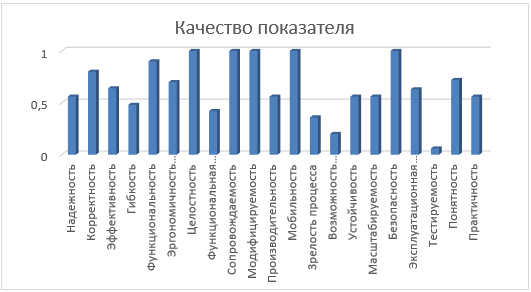 Качество показателя
1
0,5
0
Надежность
Корректность
Эффективность
Гибкость
Функциональность
Эргономичность…
Целостность
Функциональная…
Сопровождаемость
Модифицируемость
Производительность
Мобильность
Зрелость процесса
Возможность…
Устойчивость
Масштабируемость
Безопасность
Эксплуатационная…
Тестируемость
Понятность
Практичность